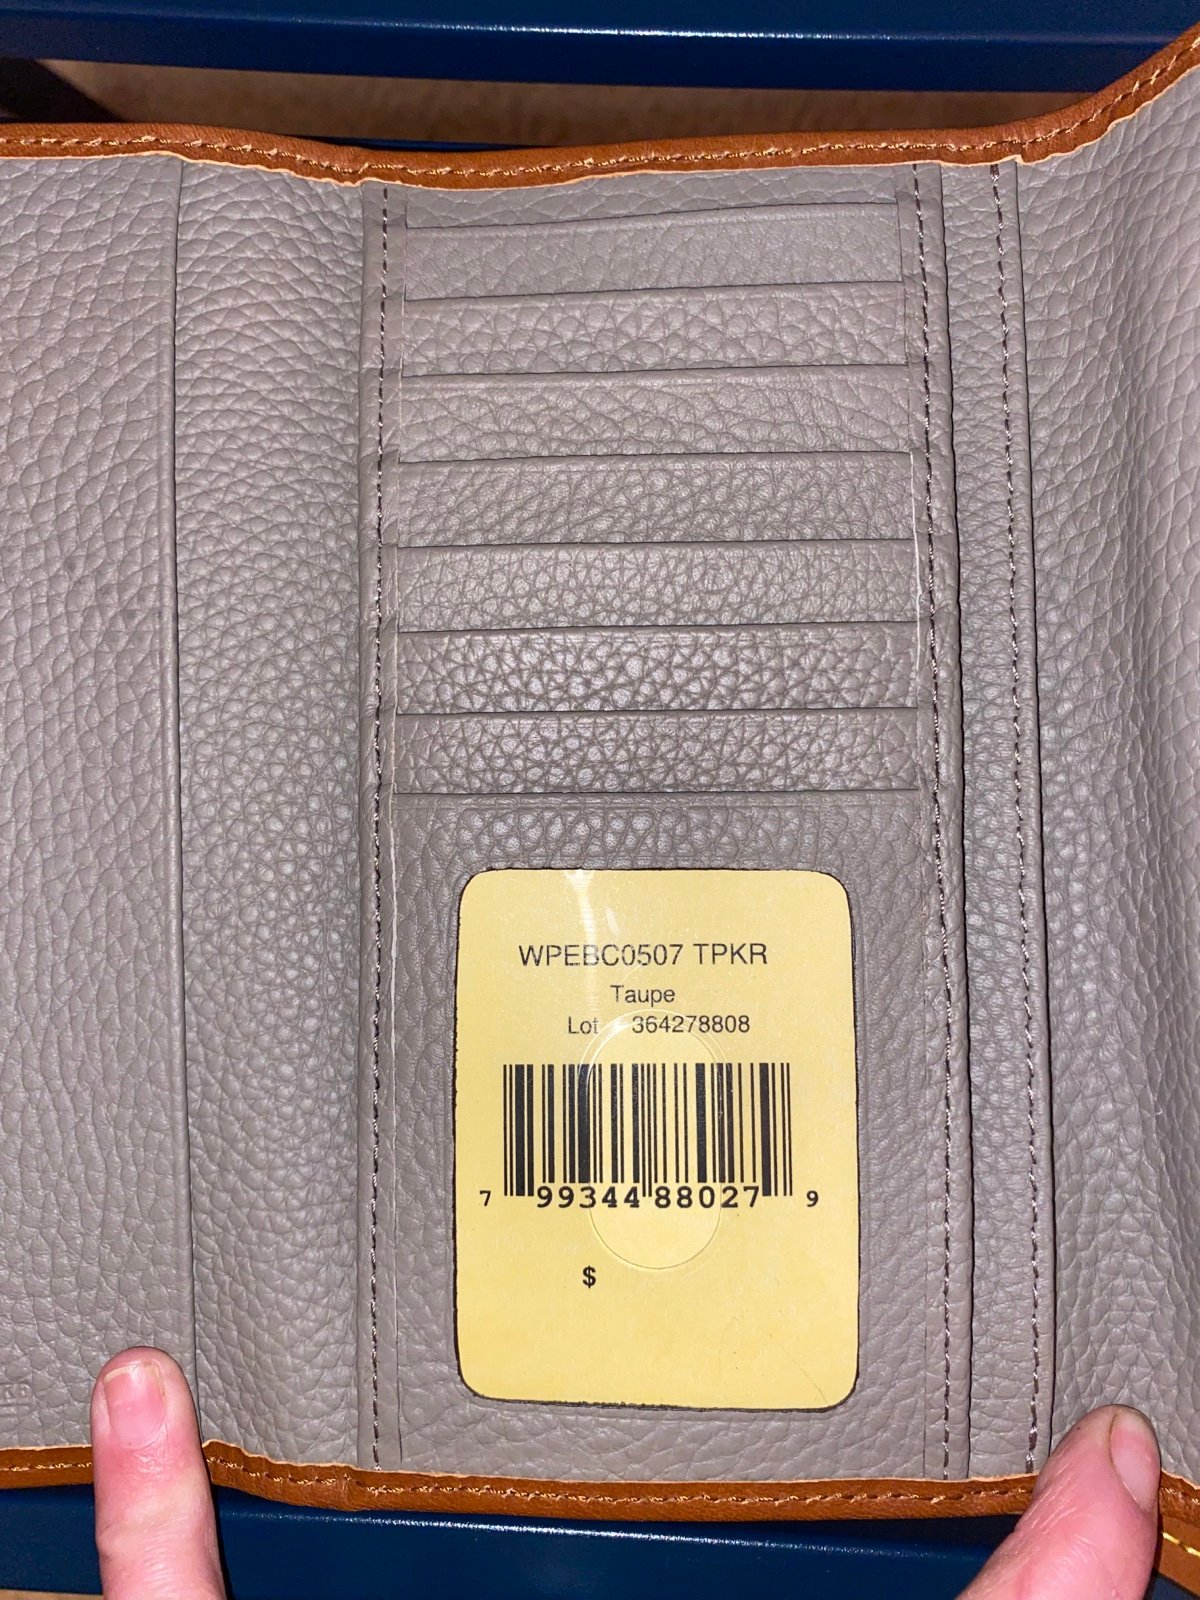 WPEBC0507 TPKR
Taupe
Lot 364278808
7 99344 88027 9
$